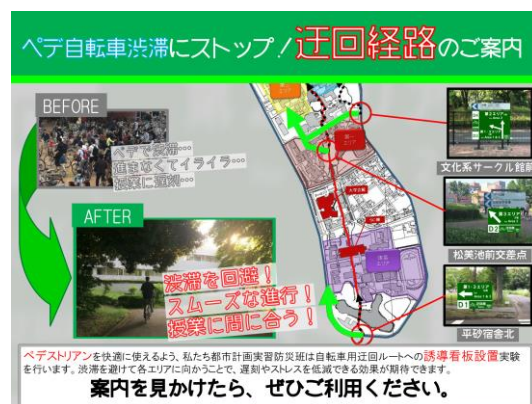 ペデ自転車渋滞にストップ！迂回経路のご案内
BEFORE
ペデで渋滞…
進まなくてイライラ…
授業に遅刻…
AFTER
渋滞を回避！
スムーズな進行！
授業に間に合う！
第一
エリア
文化系サークル館前
松美池前交差点
平砂宿舎北
ペデストリアンを快適に使えるよう、私たち都市計画実習防災班は自転車用迂回ルートへの誘導看板設置実験
を行います。渋滞を避けて各エリアに向かうことで、遅刻やストレスを低減できる効果が期待できます。
案内を見かけたら、ぜひご利用ください。